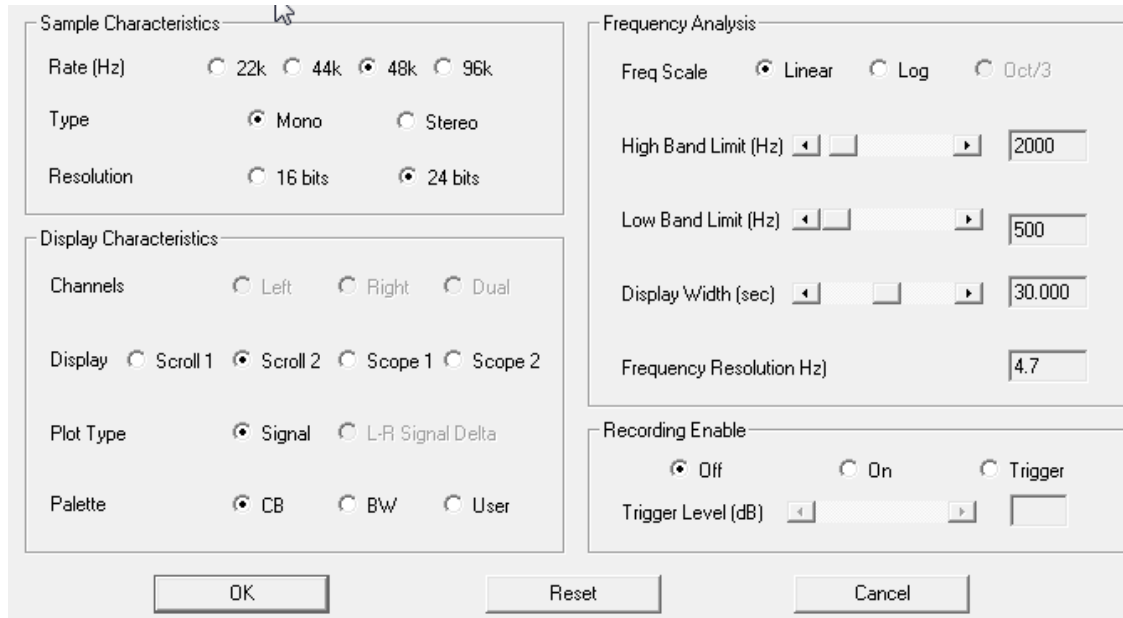 Sample Characteristics
Rate (Hz) 22k 44k 48k 96k
Type Mono Stereo
Resolution 16 bits 24 bits
Display Characteristics
Channels Left Right Dual
Display Scroll 1 Scroll 2 Scope 1 Scope 2
Plot Type Signal L-R Signal Delta
Palette CB BW User
Frequency Analysis
Freq Scale Linear Log Oct/3
High Band Limit (Hz) 2000
Low Band Limit (Hz) 500
Display Width (sec) 30.000
Frequency Resolution Hz) 4.7
Recording Enable
Off On Trigger
Trigger Level (dB)
OK Reset Cancel